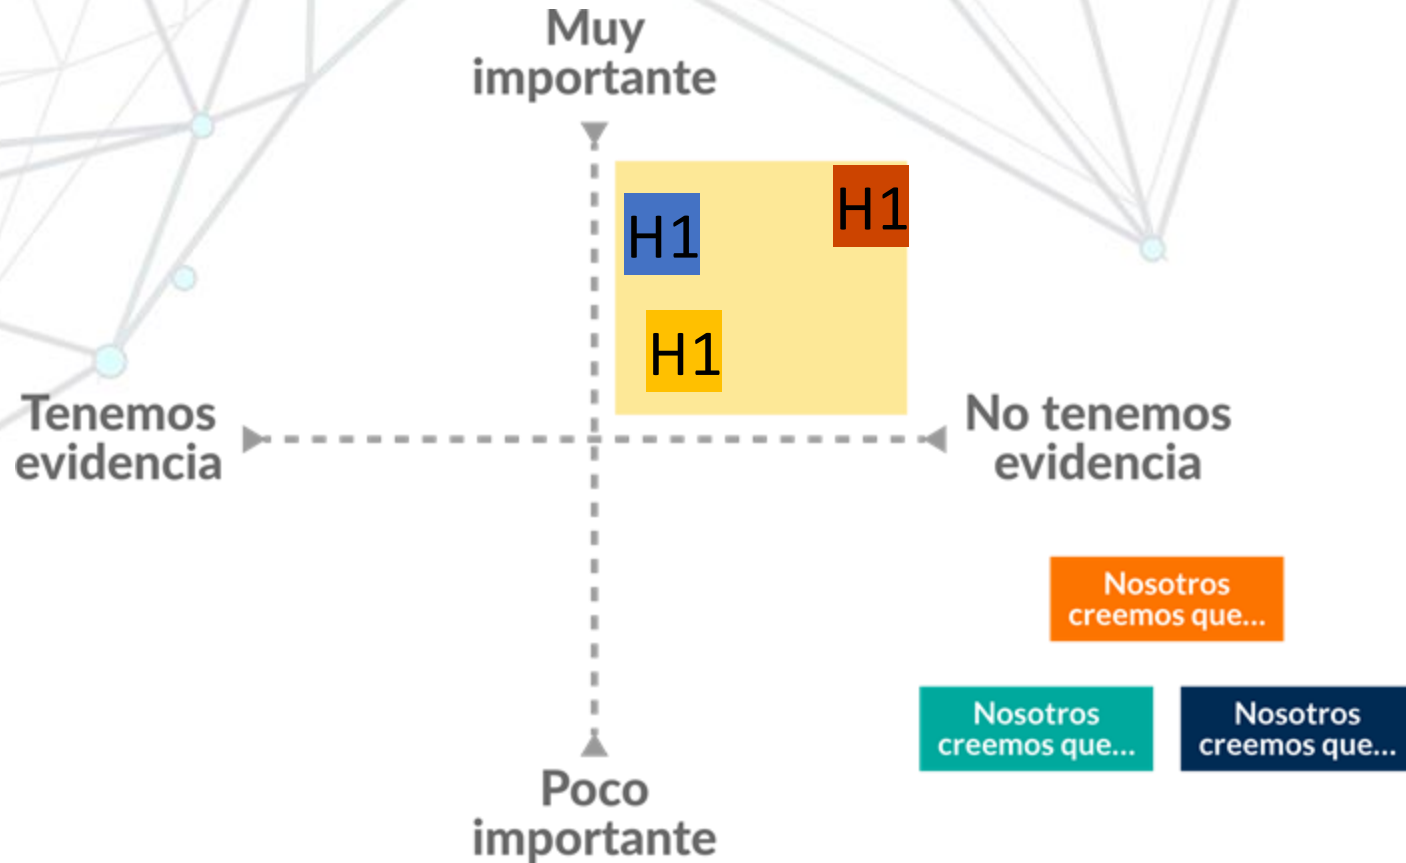 Muy
importante
H1
H1
H1
Tenemos
evidencia
No tenemos
evidencia
Nosotros
creemos que...
Nosotros
creemos que...
Nosotros
creemos que...
Poco
importante